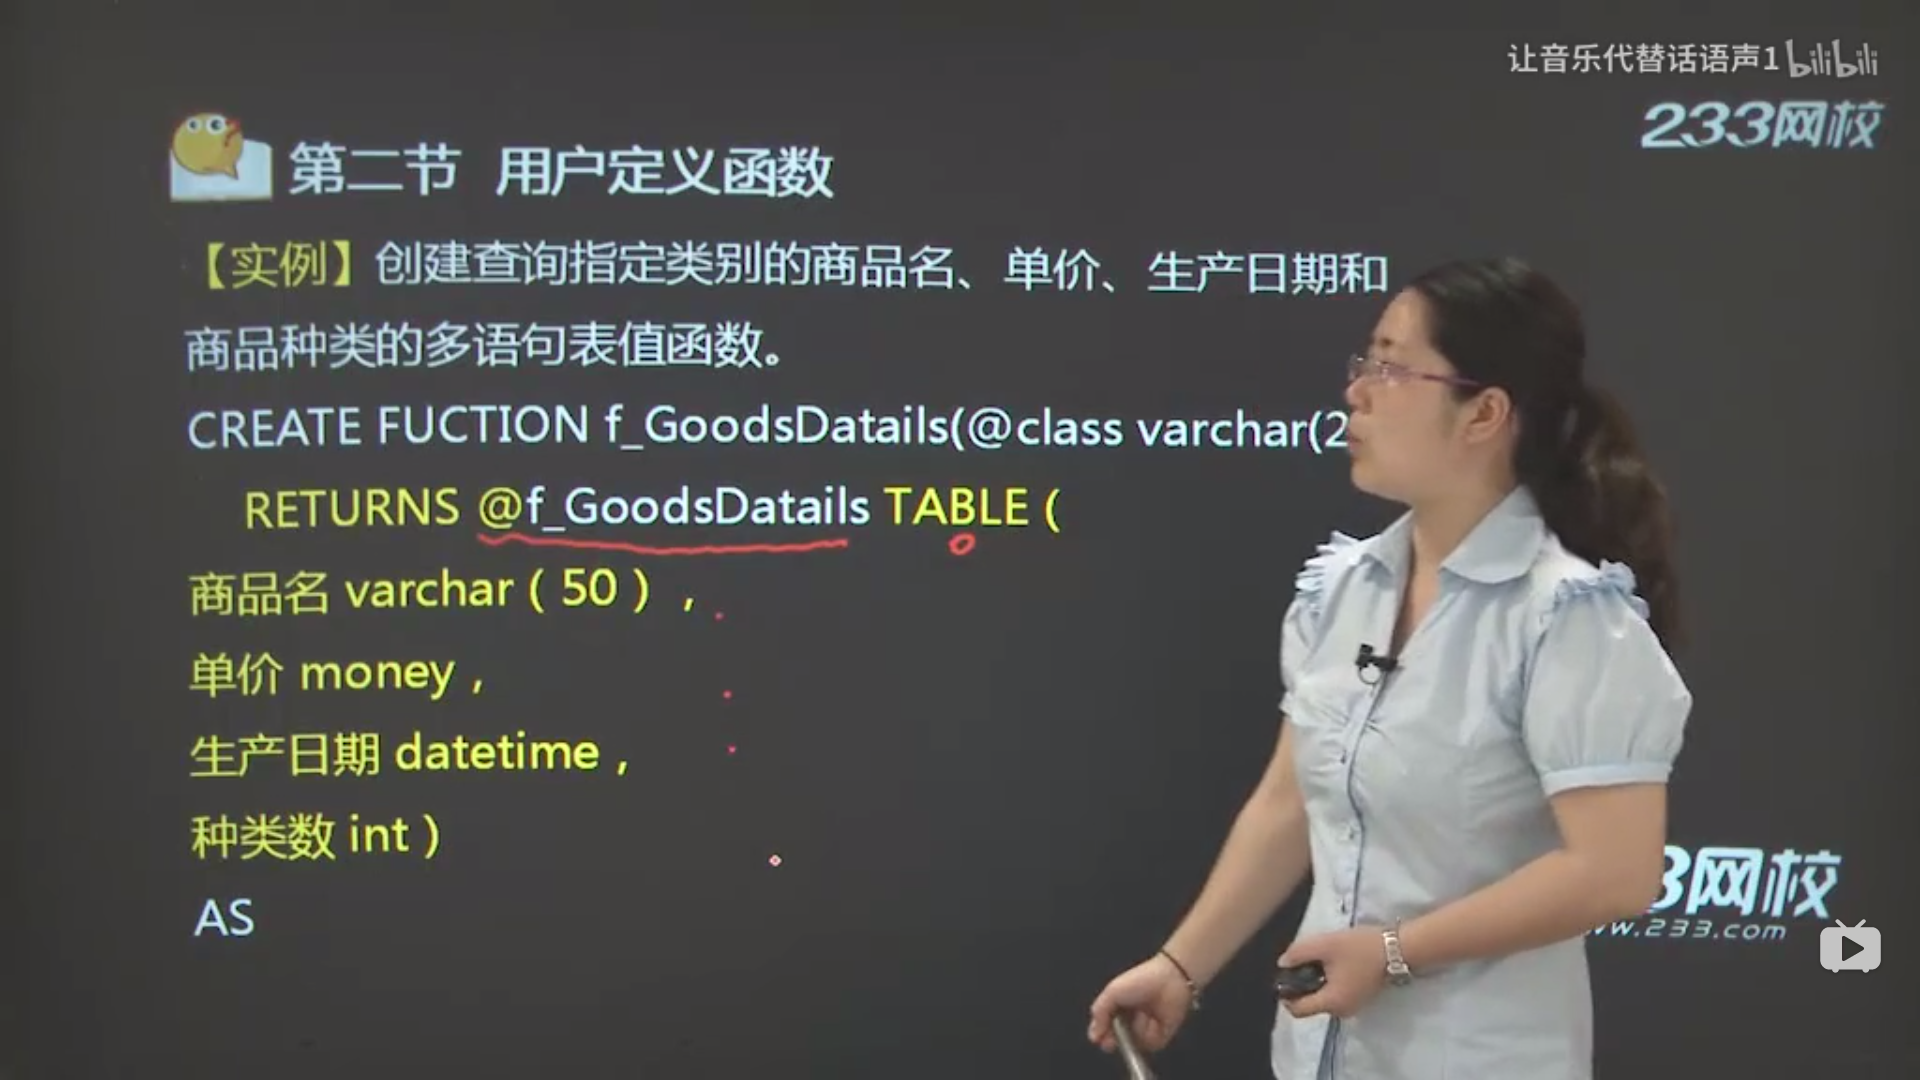 让音乐代替话语声1 bilibili
233网校
第二节 用户定义函数
【实例】创建查询指定类别的商品名、单价、生产日期和
商品种类的多语句表值函数。
CREATE FUCTION f_GoodsDatails(@class varchar(2
RETURNS @f_GoodsDatails TABLE (
商品名 varchar ( 50 ) ,
单价 money ,
生产日期 datetime ,
种类数 int )
AS
3网校
w.233.com